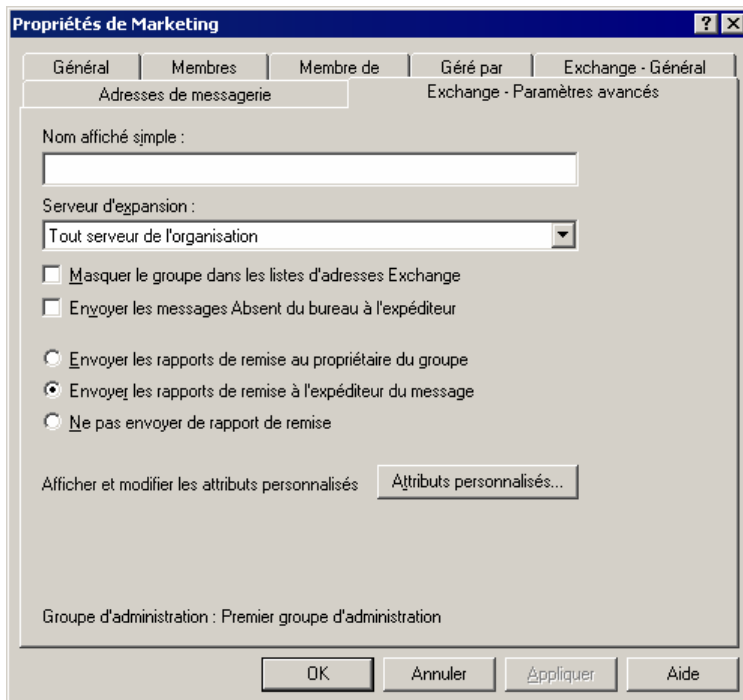 Propriétés de Marketing
Général
Membres
Membre de
Géré par
Exchange - Général
Adresses de messagerie
Exchange - Paramètres avancés
Nom affiché simple :
Serveur d'expansion :
Tout serveur de l'organisation
Masquer le groupe dans les listes d'adresses Exchange
Envoyer les messages Absent du bureau à l'expéditeur
Envoyer les rapports de remise au propriétaire du groupe
Envoyer les rapports de remise à l'expéditeur du message
Ne pas envoyer de rapport de remise
Afficher et modifier les attributs personnalisés
Attributs personnalisés...
Groupe d'administration : Premier groupe d'administration
OK
Annuler
Appliquer
Aide